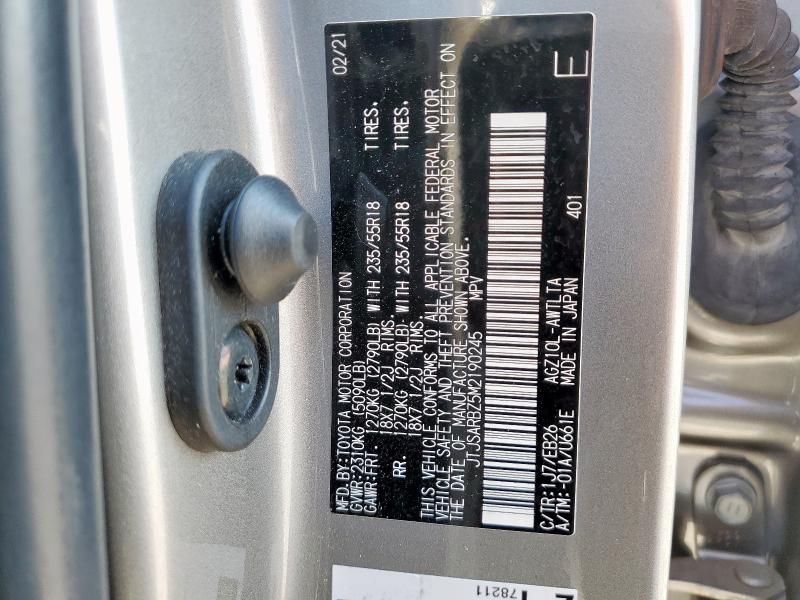 MFD.BY:TOYOTA MOTOR CORPORATION 02/21
GVWR:2310KG (5090LB)
GAWR:FRT. 1270KG (2790LB) WITH 235/55R18 TIRES.
18X7 1/2J RIMS
RR. 1270KG (2790LB) WITH 235/55R18 TIRES.
18X7 1/2J RIMS
THIS VEHICLE CONFORMS TO ALL APPLICABLE FEDERAL MOTOR
VEHICLE SAFETY AND THEFT PREVENTION STANDARDS IN EFFECT ON
THE DATE OF MANUFACTURE SHOWN ABOVE.
JTJSARBZ5M2190245 MPV
C/TR:1J7/EB26 AGZ10L-AWTLTA E
A/TM:-01A/U661E MADE IN JAPAN 401
78211